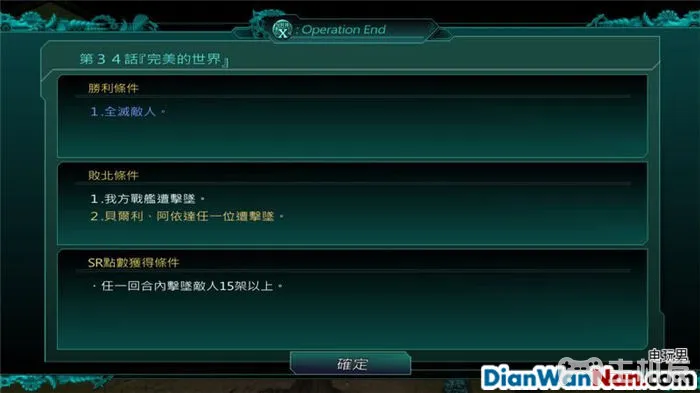 X : Operation End
第３４話『完美的世界』
勝利條件
1.全滅敵人。
敗北條件
1.我方戰艦遭擊墜。
2.貝爾利、阿依達任一位遭擊墜。
SR點數獲得條件
・任一回合內擊墜敵人15架以上。
確定
电玩男
DianWanNan.com